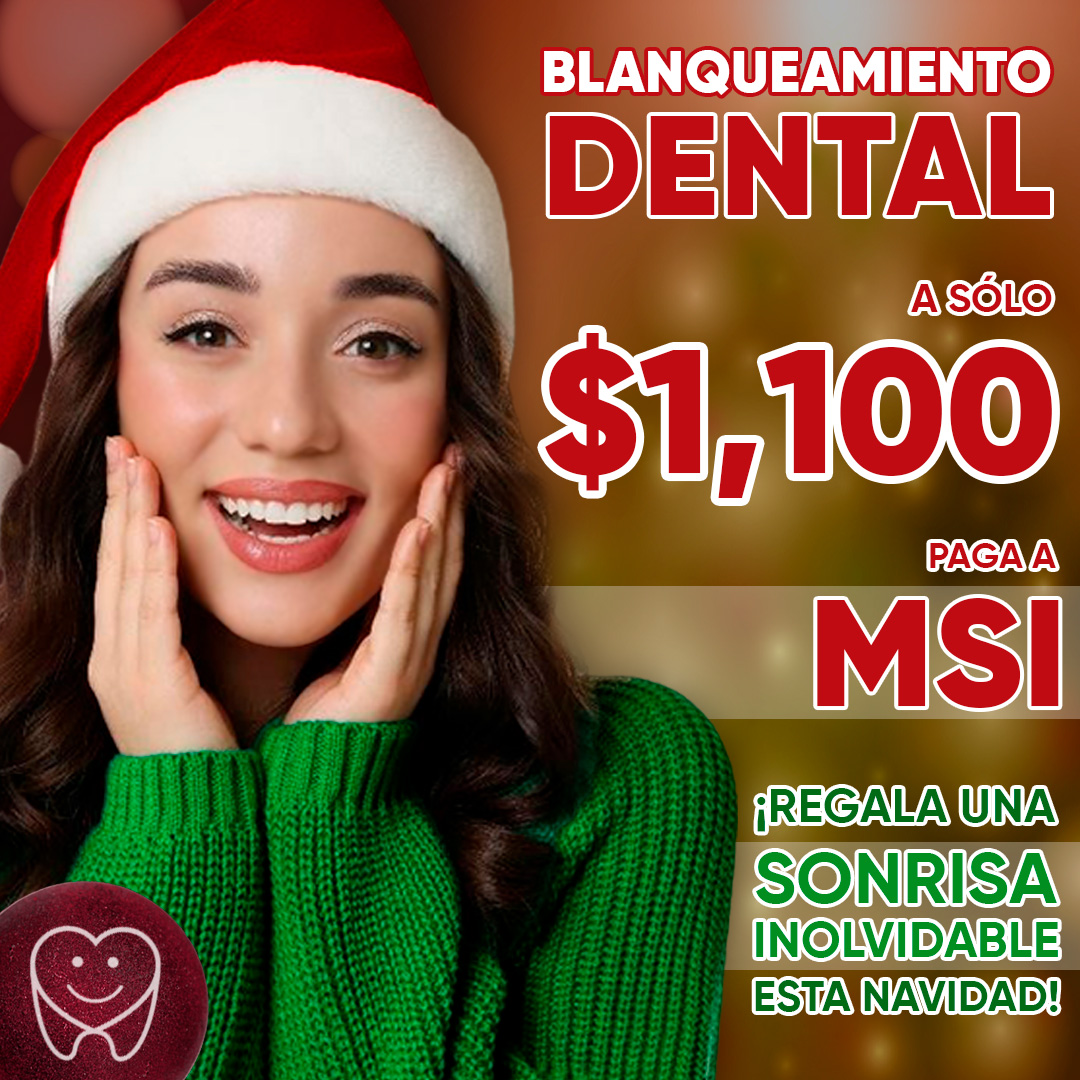 BLANQUEAMIENTO
DENTAL
A SÓLO
$1,100
PAGA A
MSI
¡REGALA UNA
SONRISA
INOLVIDABLE
ESTA NAVIDAD!